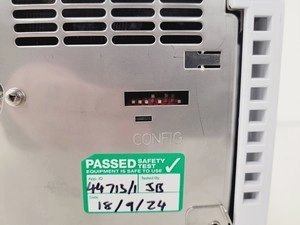 CONFIG
PASSED SAFETY TEST
EQUIPMENT IS SAFE TO USE
App. ID Tested By
44713/1 JB
Date
18/9/24